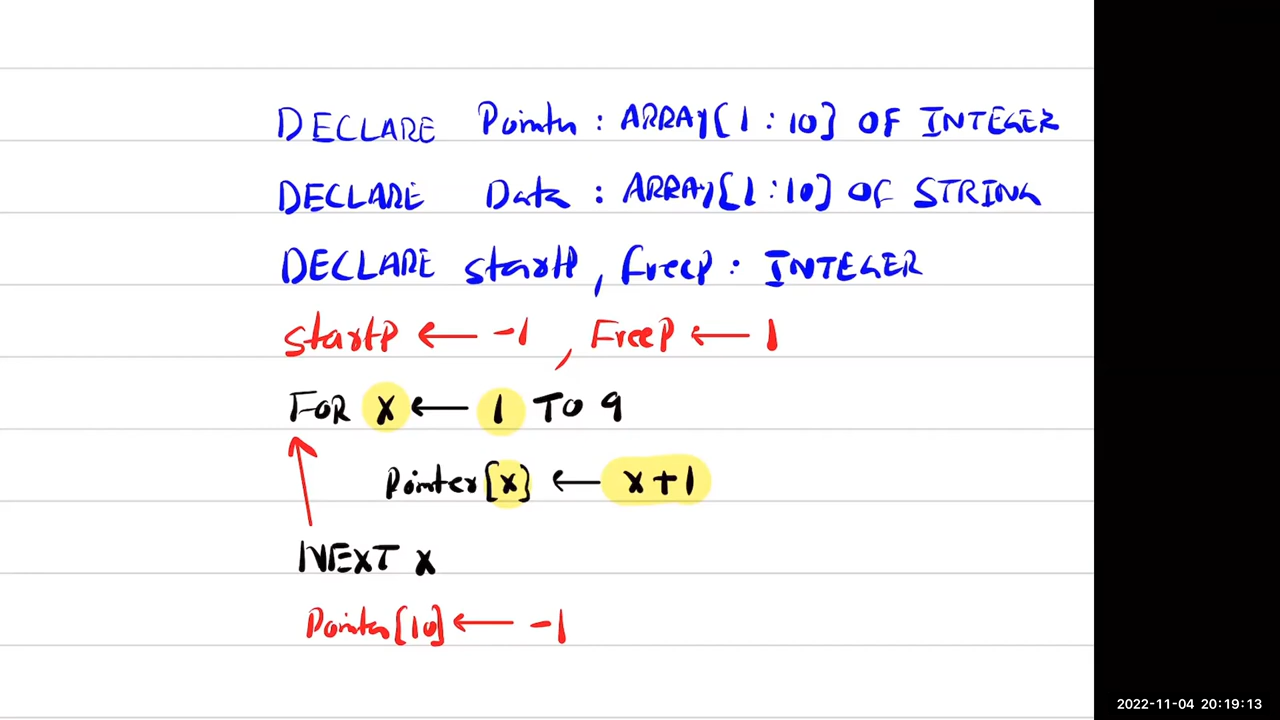 DECLARE Pointer : ARRAY[1:10] OF INTEGER
DECLARE Data : ARRAY[1:10] OF STRING
DECLARE startP, FreeP : INTEGER
startP ← -1, FreeP ← 1
FOR x ← 1 TO 9
Pointer[x] ← x+1
NEXT x
Pointer[10] ← -1
2022-11-04 20:19:13